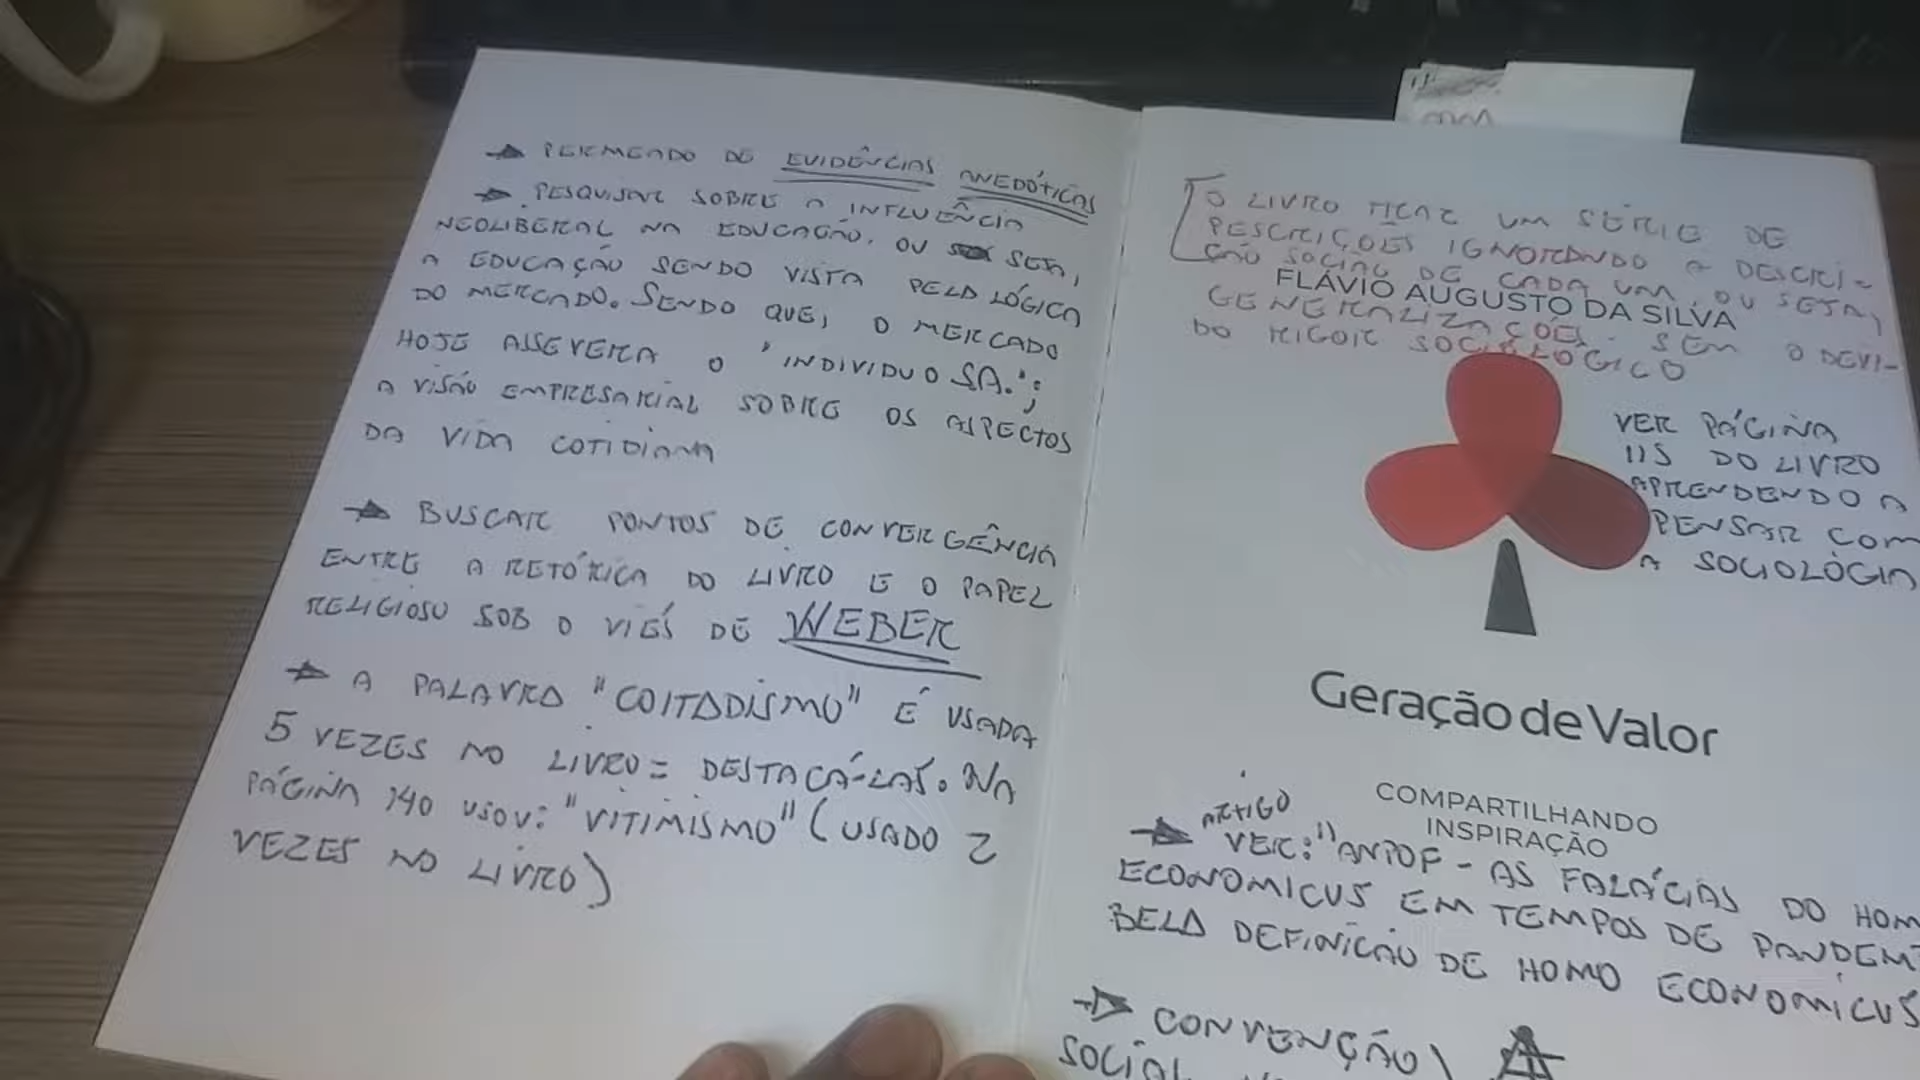 → PERMEADO DE EVIDÊNCIAS ANEDÓTICAS
→ PESQUISAR SOBRE A INFLUÊNCIA
NEOLIBERAL NA EDUCAÇÃO, OU SEJA,
A EDUCAÇÃO SENDO VISTA PELA LÓGICA
DO MERCADO. SENDO QUE, O MERCADO
HOJE ASSEVERA O "INDIVIDUO SA.";
A VISÃO EMPRESARIAL SOBRE OS ASPECTOS
DA VIDA COTIDIANA
→ BUSCAR PONTOS DE CONVERGÊNCIA
ENTRE A RETÓRICA DO LIVRO E O PAPEL
RELIGIOSO SOB O VIÉS DE WEBER
→ A PALAVRA "COITADISMO" É USADA
5 VEZES NO LIVRO = DESTACÁ-LAS. NA
PÁGINA 140 USOU: "VITIMISMO" (USADO 2
VEZES NO LIVRO)
O LIVRO UM SÉRIE DE
PESCRIÇÕES IGNORANDO A DESCRI-
ÇÃO SOCIAL DE CADA UM, OU SEJA,
GENERALIZAÇÕES. SEM O DEVI-
DO RIGOR SOCIOLÓGICO
FLÁVIO AUGUSTO DA SILVA
VER PÁGINA
115 DO LIVRO
APRENDENDO A
PENSAR COM
A SOCIOLOGIA
Geração de Valor
COMPARTILHANDO
INSPIRAÇÃO
→ ARTIGO
VER: "ANPOF - AS FALÁCIAS DO HOM
ECONOMICUS EM TEMPOS DE PANDEM
BELA DEFINIÇÃO DE HOMO ECONOMICUS
→ CONVENÇÃO
SOCIAL